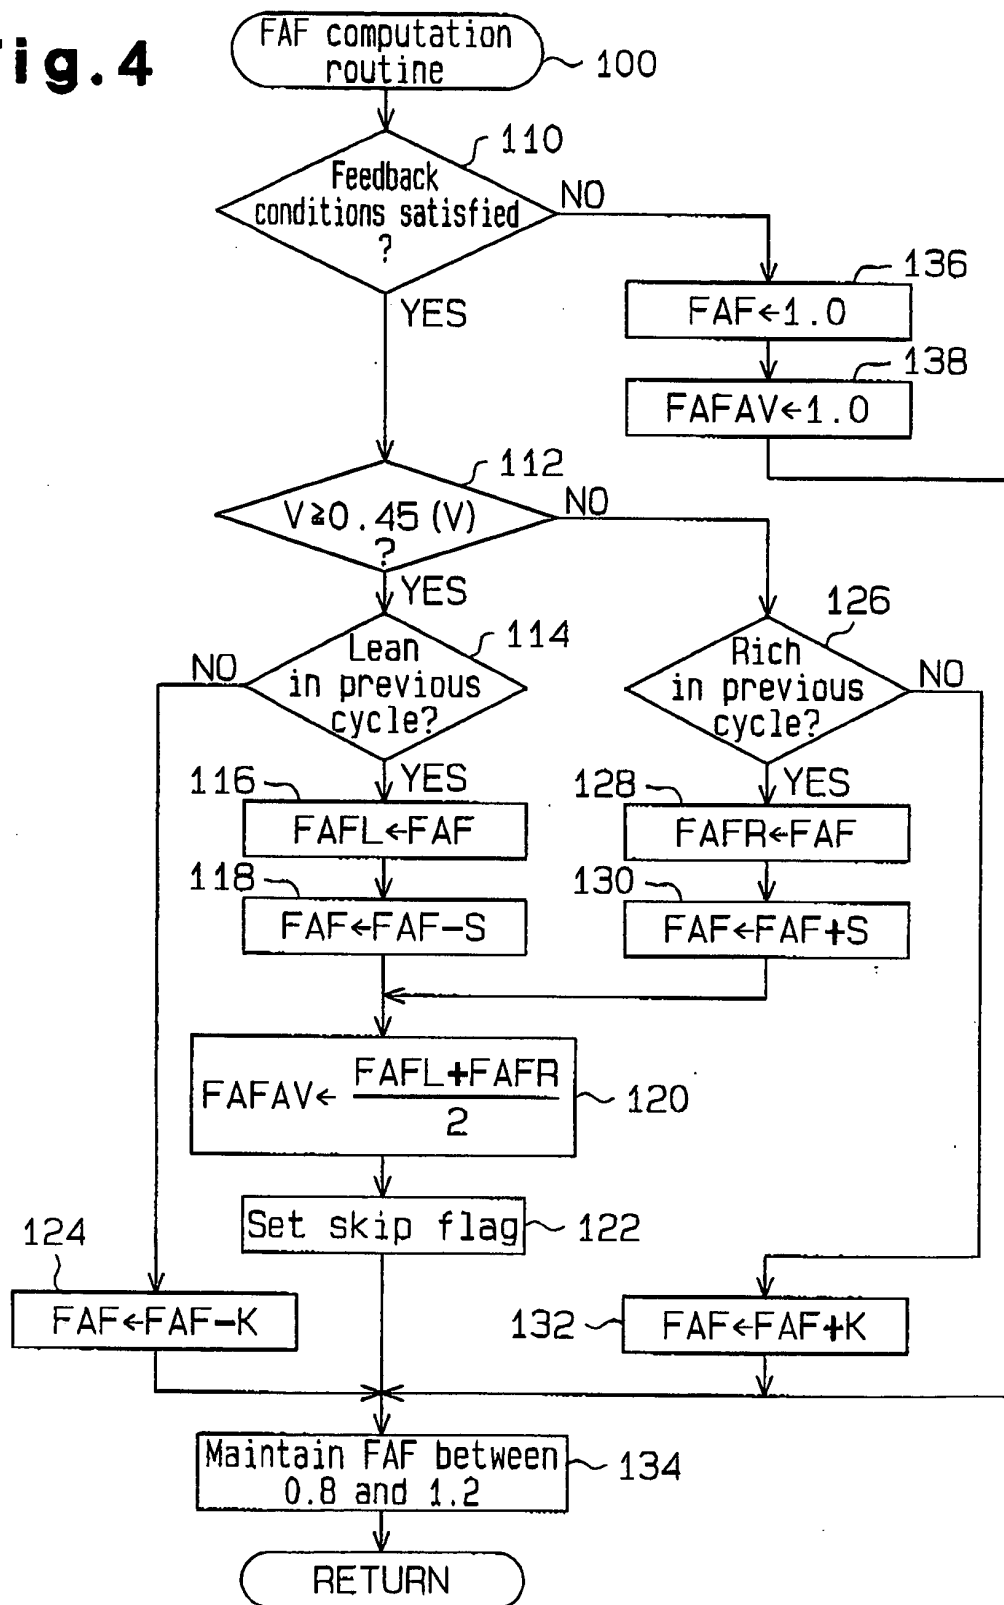 ig.4
FAF computation
routine
100
110
Feedback
conditions satisfied
?
NO
YES
136
FAF←1.0
138
FAFAV←1.0
112
V≧0.45(V)
?
NO
YES
114
Lean
in previous
cycle?
NO
YES
126
Rich
in previous
cycle?
NO
YES
116
FAFL←FAF
128
FAFR←FAF
118
FAF←FAF-S
130
FAF←FAF+S
FAFAV← FAFL+FAFR
2
120
Set skip flag
122
124
FAF←FAF-K
132
FAF←FAF+K
Maintain FAF between
0.8 and 1.2
134
RETURN